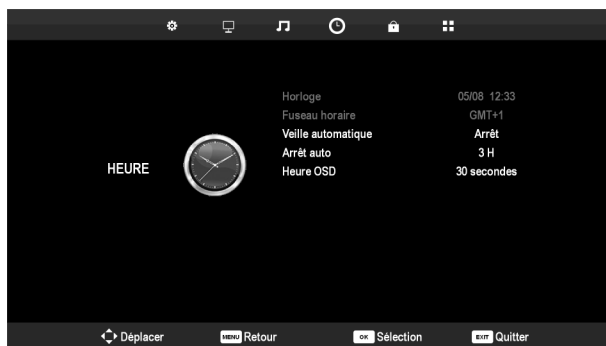 Horloge 05/08 12:33
Fuseau horaire GMT+1
Veille automatique Arrêt
Arrêt auto 3 H
HEURE
Heure OSD 30 secondes
Déplacer MENU Retour OK Sélection EXIT Quitter